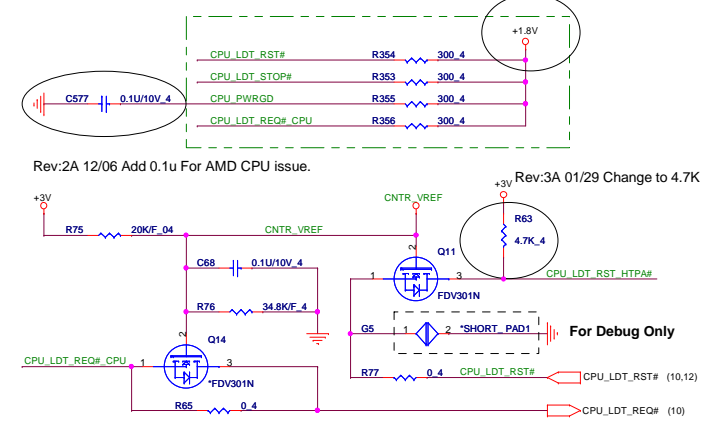 +1.8V
CPU_LDT_RST# R354 300_4
CPU_LDT_STOP# R353 300_4
C577 0.1U/10V_4 CPU_PWRGD R355 300_4
CPU_LDT_REQ#_CPU R356 300_4
Rev:2A 12/06 Add 0.1u For AMD CPU issue.
Rev:3A 01/29 Change to 4.7K
+3V CNTR_VREF +3V
R75 20K/F_04 CNTR_VREF R63
4.7K_4
2 Q11
C68 0.1U/10V_4 1 3 CPU_LDT_RST_HTPA#
FDV301N
R76 34.8K/F_4
G5 1 2 *SHORT_ PAD1 For Debug Only
2 Q14
CPU_LDT_REQ#_CPU 1 3 R77 0_4 CPU_LDT_RST# CPU_LDT_RST# (10,12)
*FDV301N
R65 0_4 CPU_LDT_REQ# (10)